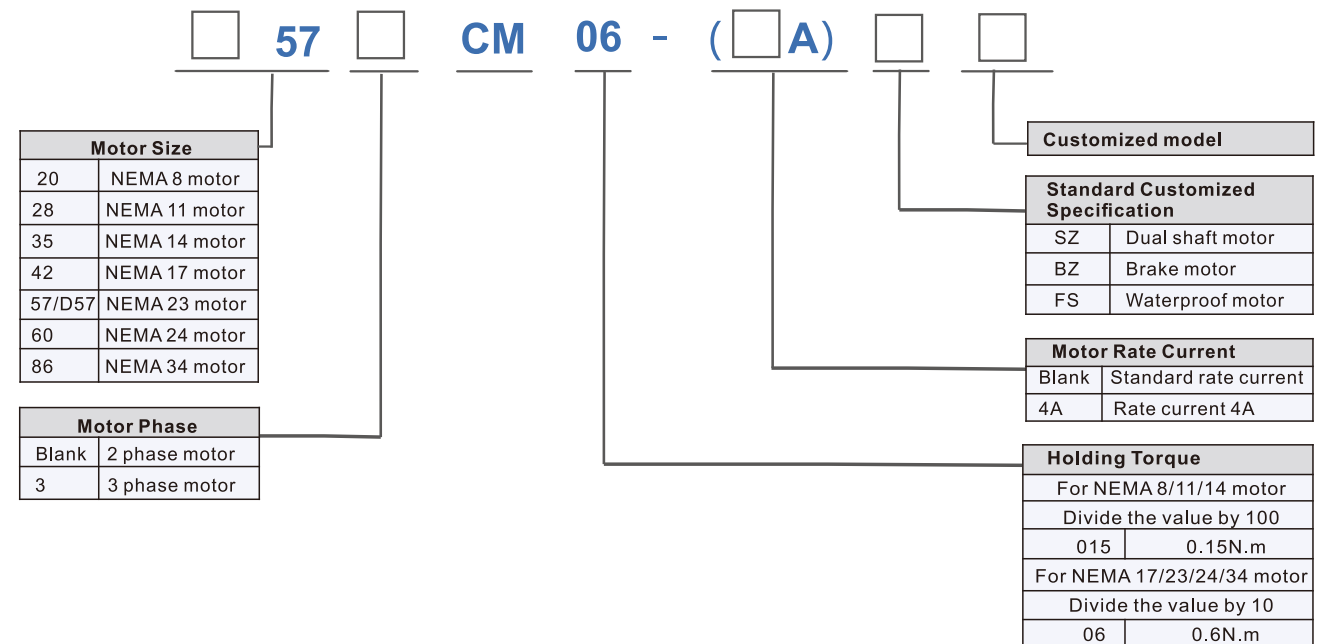 57 CM 06 - ( A)
Motor Size
20 NEMA 8 motor
28 NEMA 11 motor
35 NEMA 14 motor
42 NEMA 17 motor
57/D57 NEMA 23 motor
60 NEMA 24 motor
86 NEMA 34 motor
Motor Phase
Blank 2 phase motor
3 3 phase motor
Customized model
Standard Customized
Specification
SZ Dual shaft motor
BZ Brake motor
FS Waterproof motor
Motor Rate Current
Blank Standard rate current
4A Rate current 4A
Holding Torque
For NEMA 8/11/14 motor
Divide the value by 100
015 0.15N.m
For NEMA 17/23/24/34 motor
Divide the value by 10
06 0.6N.m